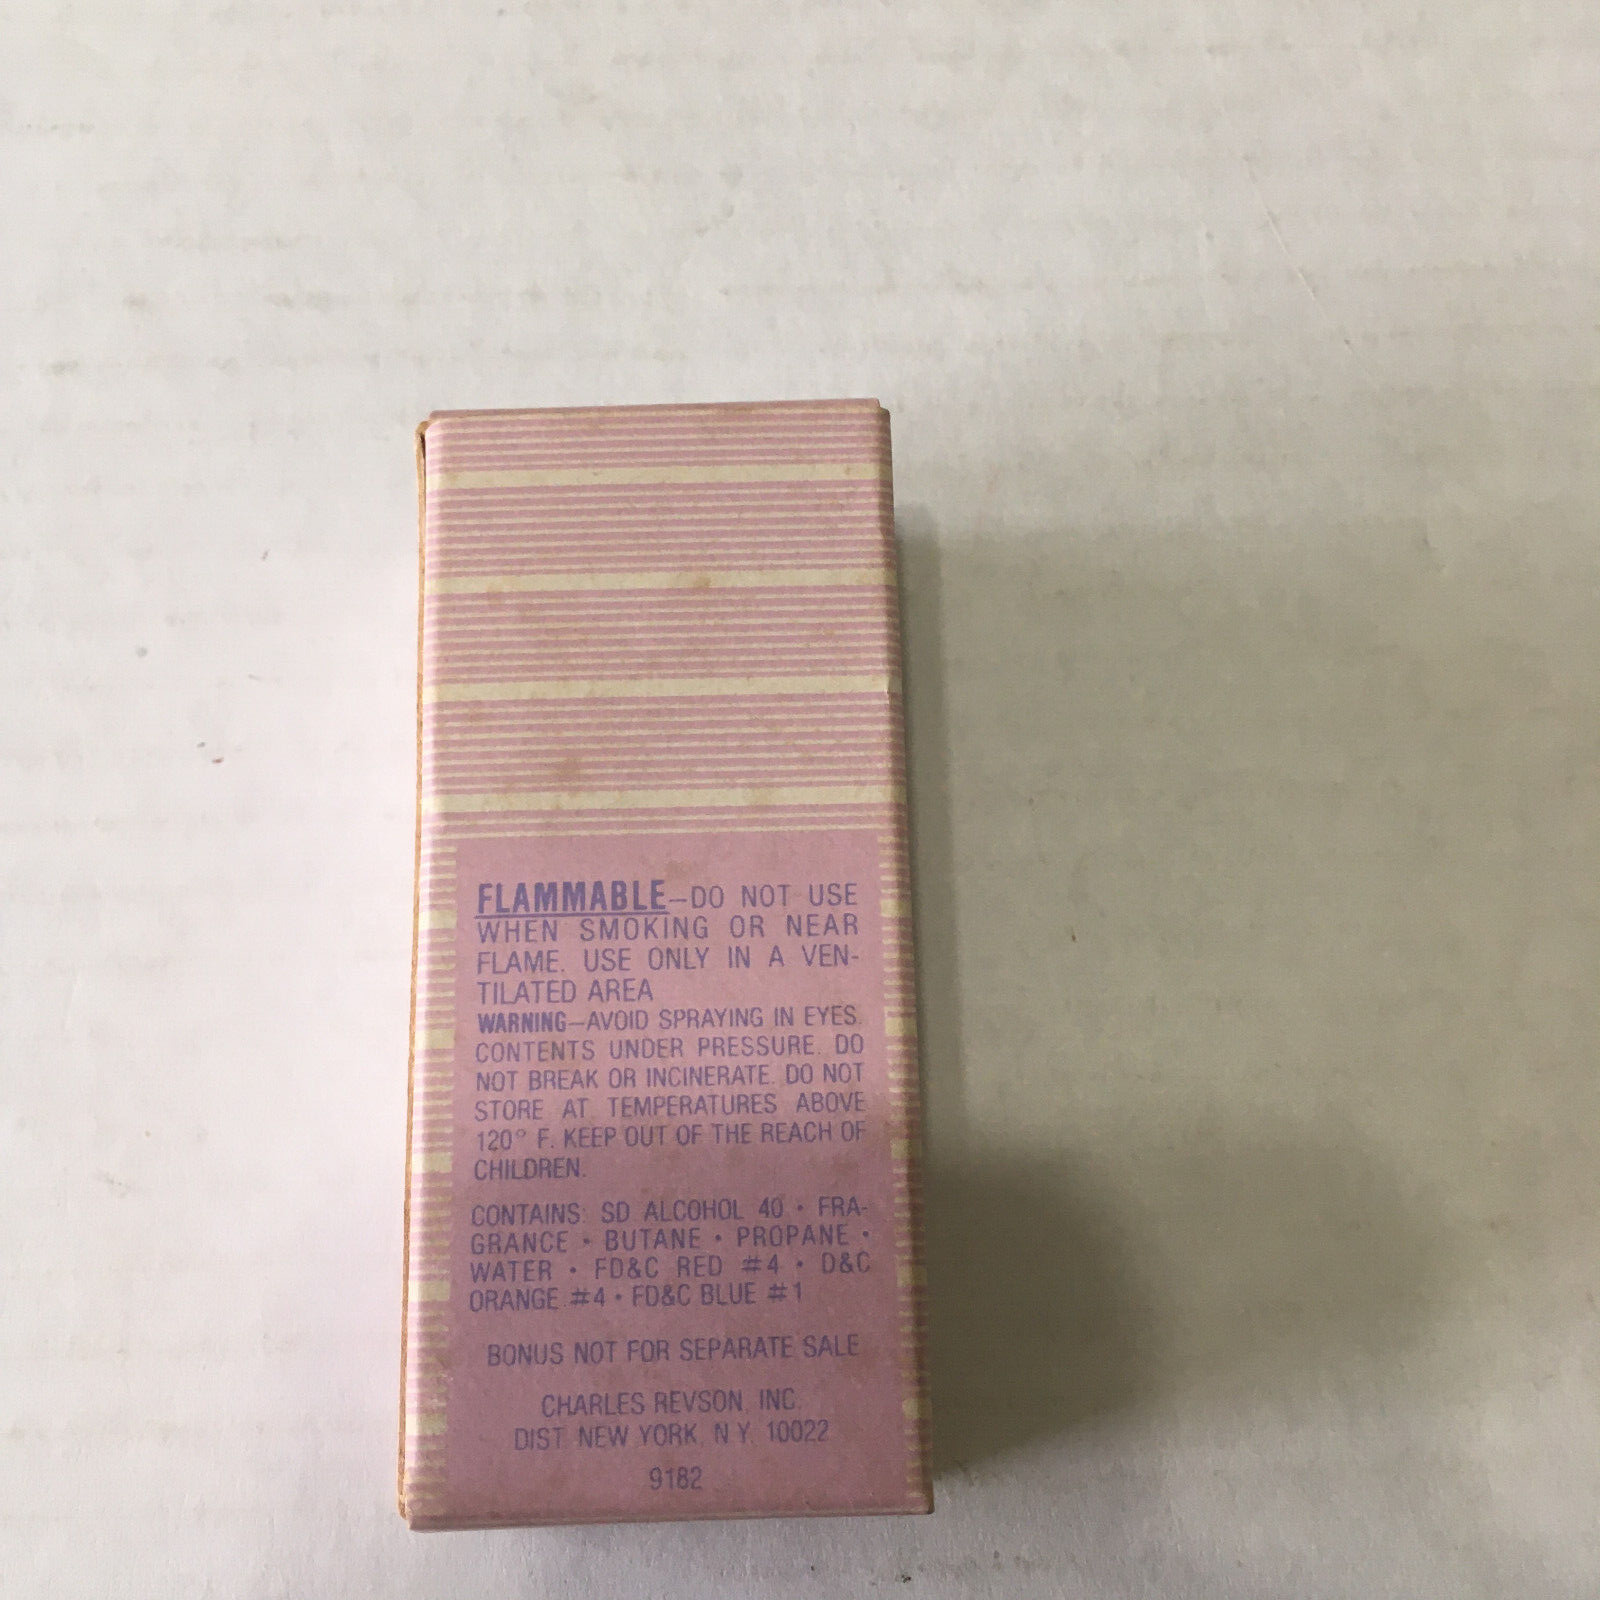 FLAMMABLE—DO NOT USE
WHEN SMOKING OR NEAR
FLAME. USE ONLY IN A VEN-
TILATED AREA
WARNING—AVOID SPRAYING IN EYES.
CONTENTS UNDER PRESSURE. DO
NOT BREAK OR INCINERATE. DO NOT
STORE AT TEMPERATURES ABOVE
120° F. KEEP OUT OF THE REACH OF
CHILDREN.
CONTAINS: SD ALCOHOL 40 • FRA-
GRANCE • BUTANE • PROPANE •
WATER • FD&C RED #4 • D&C
ORANGE #4 • FD&C BLUE #1
BONUS NOT FOR SEPARATE SALE
CHARLES REVSON, INC.
DIST. NEW YORK, N.Y. 10022
9182